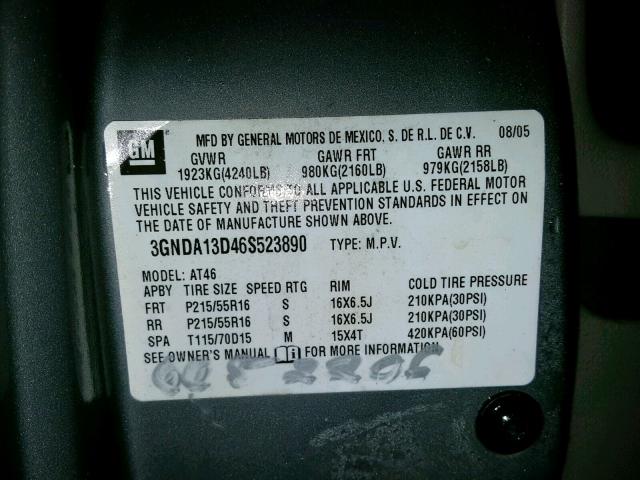 GM
MFD BY GENERAL MOTORS DE MEXICO, S. DE R.L. DE C.V. 08/05
GVWR GAWR FRT GAWR RR
1923KG(4240LB) 980KG(2160LB) 979KG(2158LB)
THIS VEHICLE CONFORMS TO ALL APPLICABLE U.S. FEDERAL MOTOR
VEHICLE SAFETY AND THEFT PREVENTION STANDARDS IN EFFECT ON
THE DATE OF MANUFACTURE SHOWN ABOVE.
3GNDA13D46S523890 TYPE: M.P.V.
MODEL: AT46
APBY TIRE SIZE SPEED RTG RIM COLD TIRE PRESSURE
FRT P215/55R16 S 16X6.5J 210KPA(30PSI)
RR P215/55R16 S 16X6.5J 210KPA(30PSI)
SPA T115/70D15 M 15X4T 420KPA(60PSI)
SEE OWNER'S MANUAL FOR MORE INFORMATION